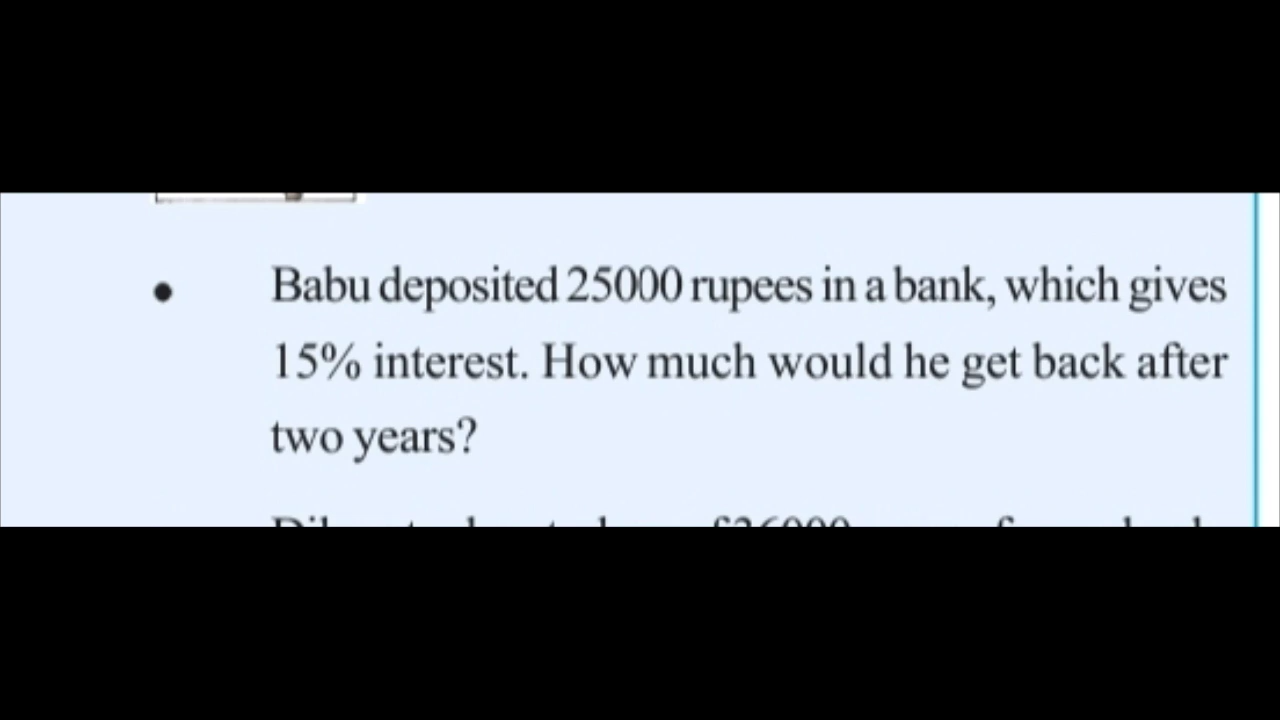 • Babu deposited 25000 rupees in a bank, which gives
15% interest. How much would he get back after
two years?